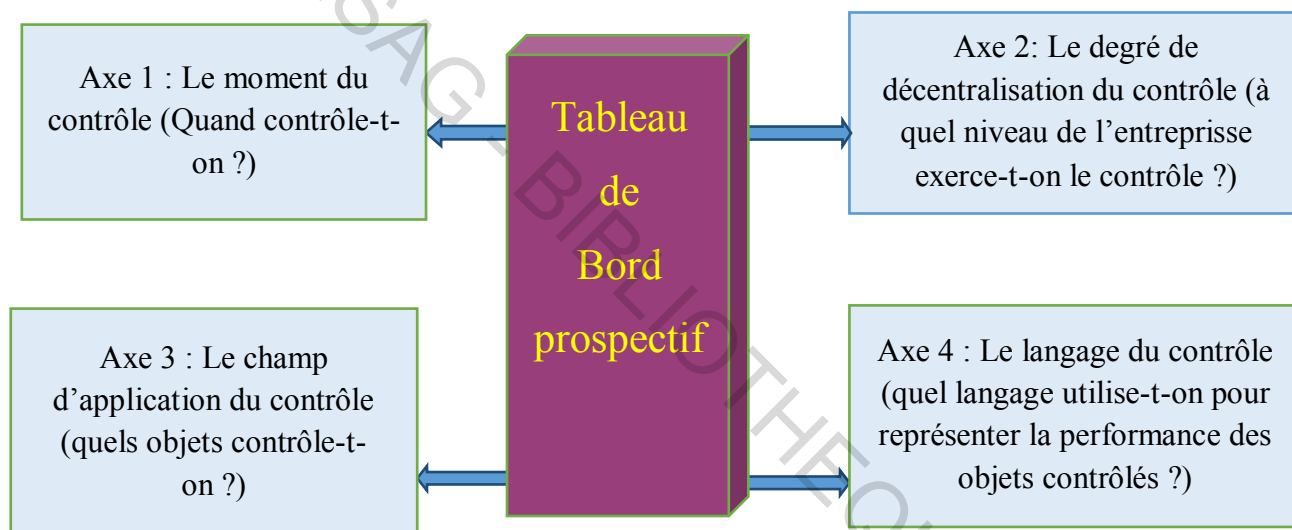 Axe 1 : Le moment du
contrôle (Quand contrôle-t-
on ?)
Tableau
de
Bord
prospectif
Axe 2: Le degré de
décentralisation du contrôle (à
quel niveau de l’entreprisse
exerce-t-on le contrôle ?)
Axe 3 : Le champ
d’application du contrôle
(quels objets contrôle-t-
on ?)
Axe 4 : Le langage du contrôle
(quel langage utilise-t-on pour
représenter la performance des
objets contrôlés ?)
SAG - BIBLIOTHEQ